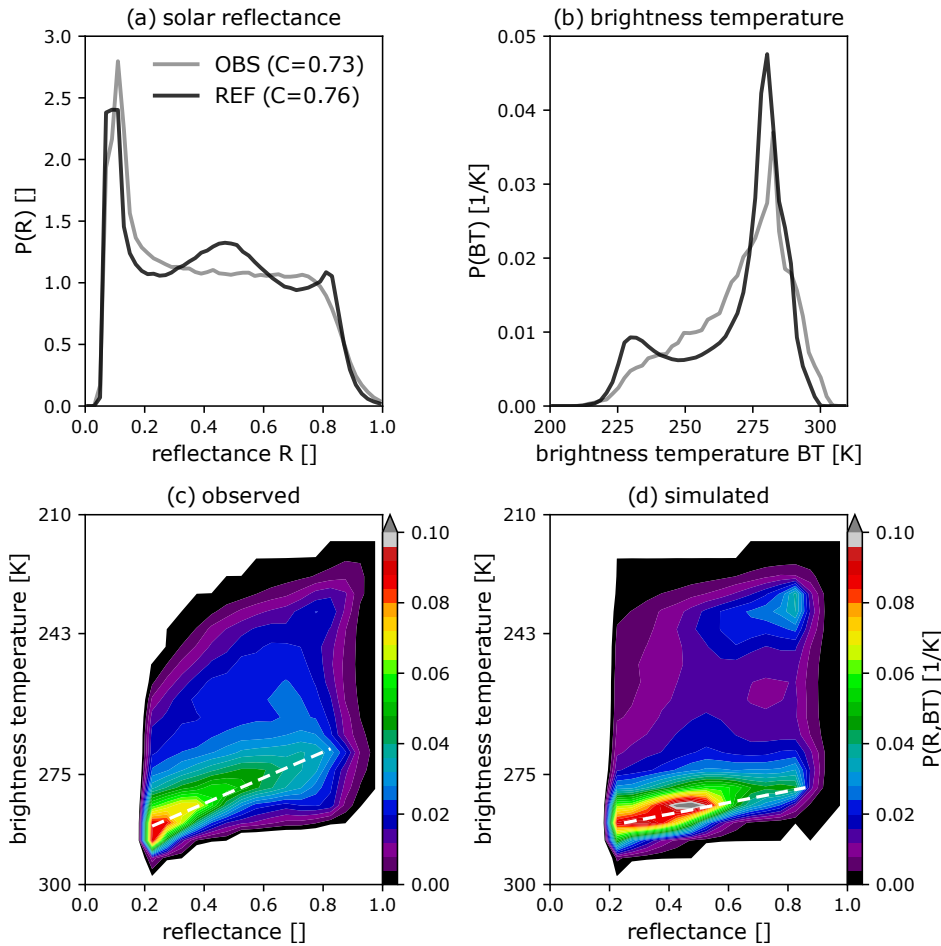 (a) solar reflectance
3.0
2.5
2.0
1.5
1.0
0.5
0.0
P(R) []
OBS (C=0.73)
REF (C=0.76)
0.0 0.2 0.4 0.6 0.8 1.0
reflectance R []
(b) brightness temperature
0.05
0.04
0.03
0.02
0.01
0.00
P(BT) [1/K]
200 225 250 275 300
brightness temperature BT [K]
(c) observed
210
243
275
300
brightness temperature [K]
0.0 0.2 0.4 0.6 0.8 1.0
reflectance []
0.10
0.08
0.06
0.04
0.02
0.00
(d) simulated
210
243
275
300
brightness temperature [K]
0.0 0.2 0.4 0.6 0.8 1.0
reflectance []
0.10
0.08
0.06
0.04
0.02
0.00
P(R,BT) [1/K]